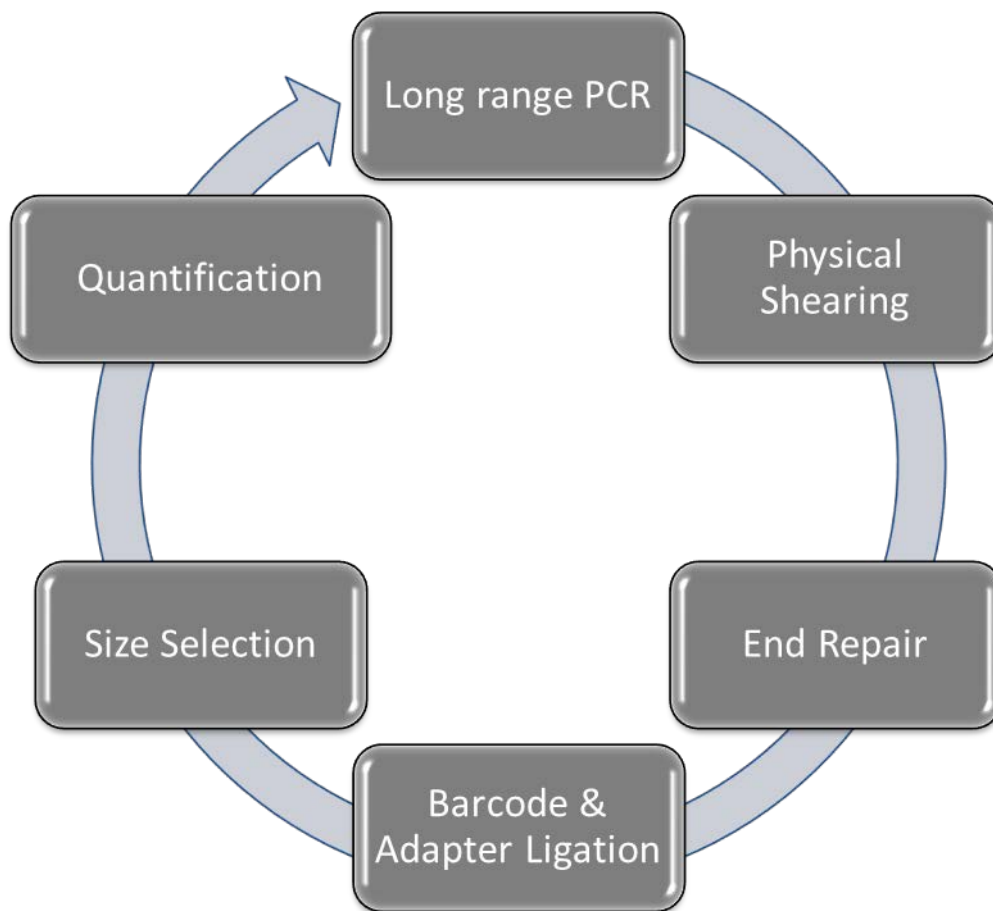 Long range PCR
Physical
Shearing
End Repair
Barcode &
Adapter Ligation
Size Selection
Quantification